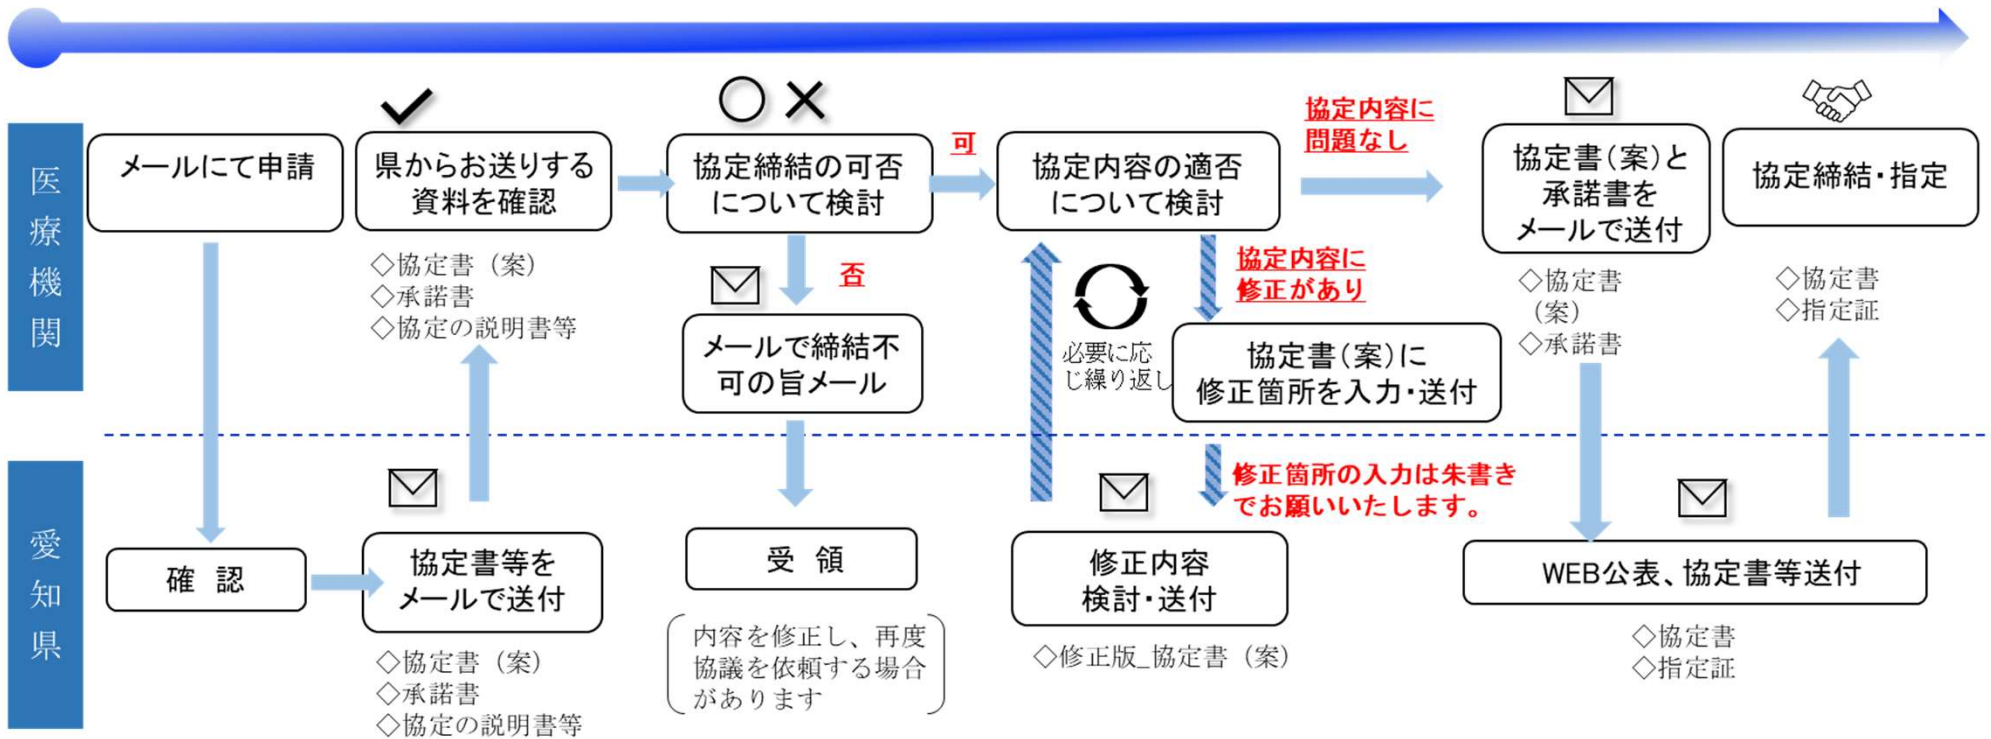 医療機関
メールにて申請
県からお送りする
資料を確認
◇協定書（案）
◇承諾書
◇協定の説明書等
協定締結の可否
について検討
可
否
メールで締結不
可の旨メール
協定内容の適否
について検討
協定内容に
問題なし
協定内容に
修正があり
必要に応
じ繰り返し
協定書（案）に
修正箇所を入力・送付
協定書（案）と
承諾書を
メールで送付
◇協定書
（案）
◇承諾書
協定締結・指定
◇協定書
◇指定証
愛知県
確 認
協定書等を
メールで送付
◇協定書（案）
◇承諾書
◇協定の説明書等
受 領
内容を修正し、再度
協議を依頼する場合
があります
修正箇所の入力は朱書き
でお願いいたします。
修正内容
検討・送付
◇修正版_協定書（案）
WEB公表、協定書等送付
◇協定書
◇指定証